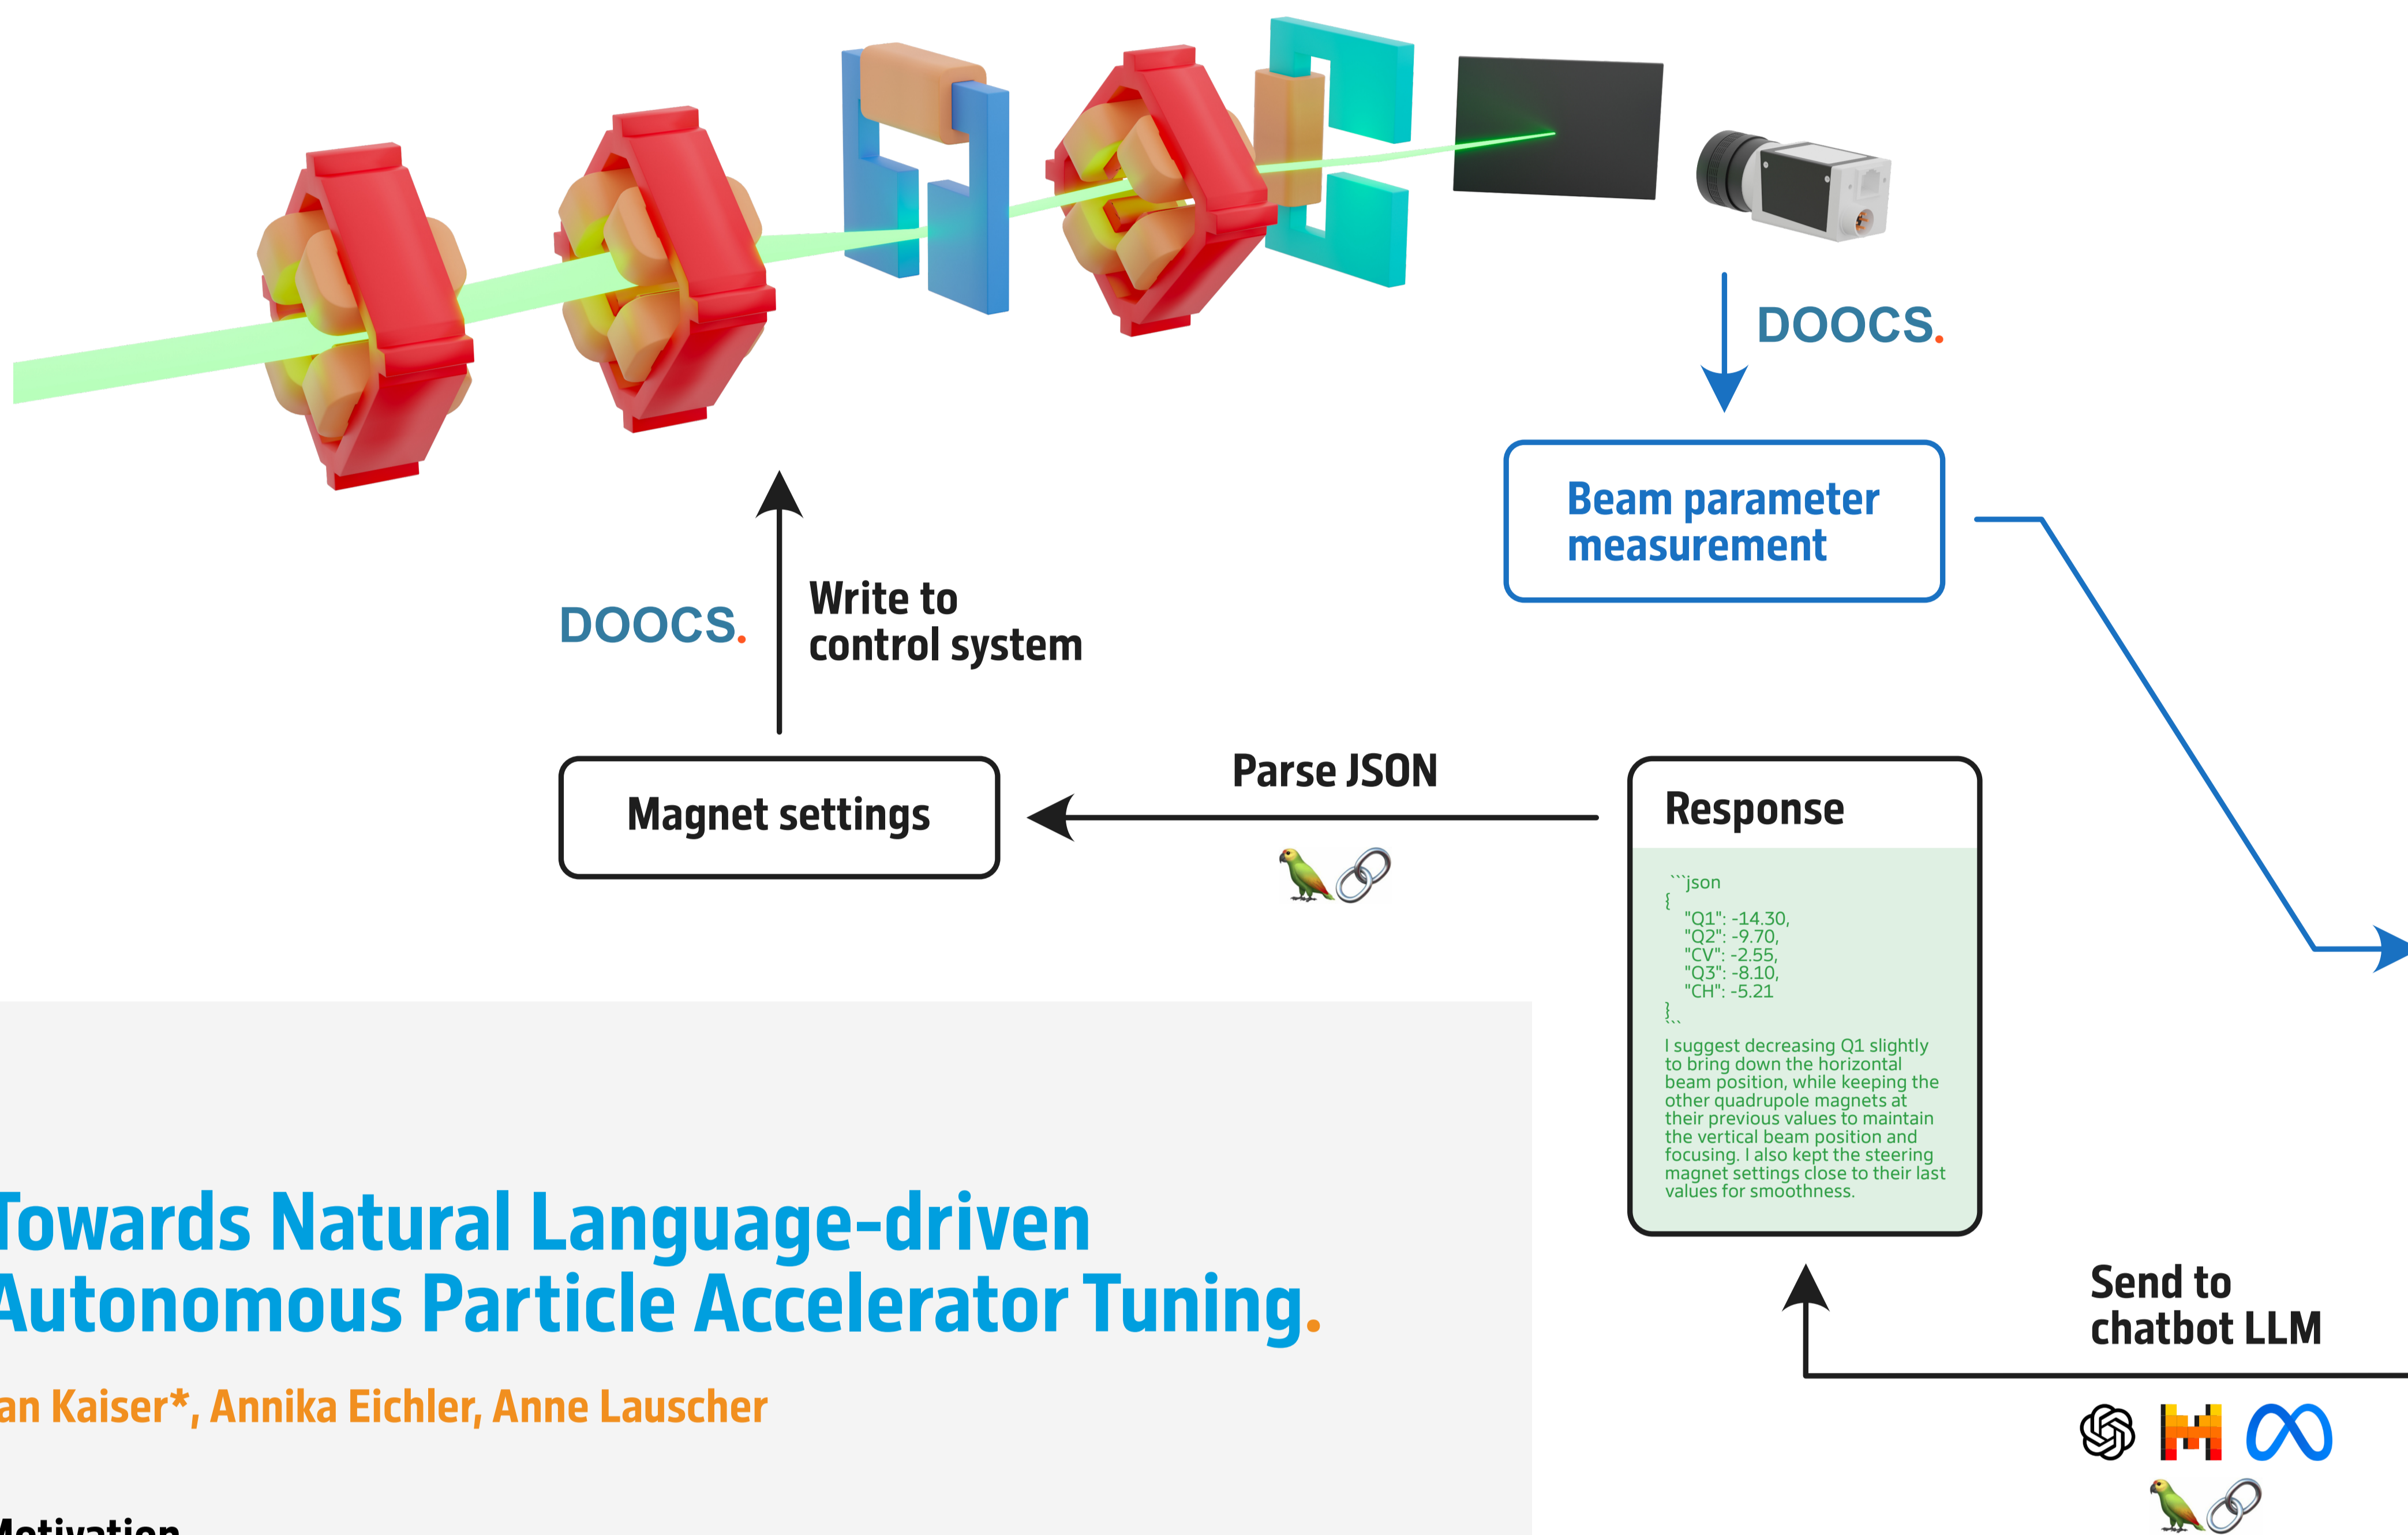 DOOCS.
Beam parameter
measurement
DOOCS.
Write to
control system
Parse JSON
Magnet settings
Response
```json
{
"Q1": -14.30,
"Q2": -9.70,
"CV": -2.55,
"Q3": -8.10,
"CH": -5.21
}
```
I suggest decreasing Q1 slightly
to bring down the horizontal
beam position, while keeping the
other quadrupole magnets at
their previous values to maintain
the vertical beam position and
focusing. I also kept the steering
magnet settings close to their last
values for smoothness.
Send to
chatbot LLM
Towards Natural Language-driven
Autonomous Particle Accelerator Tuning.
an Kaiser*, Annika Eichler, Anne Lauscher
Motivation